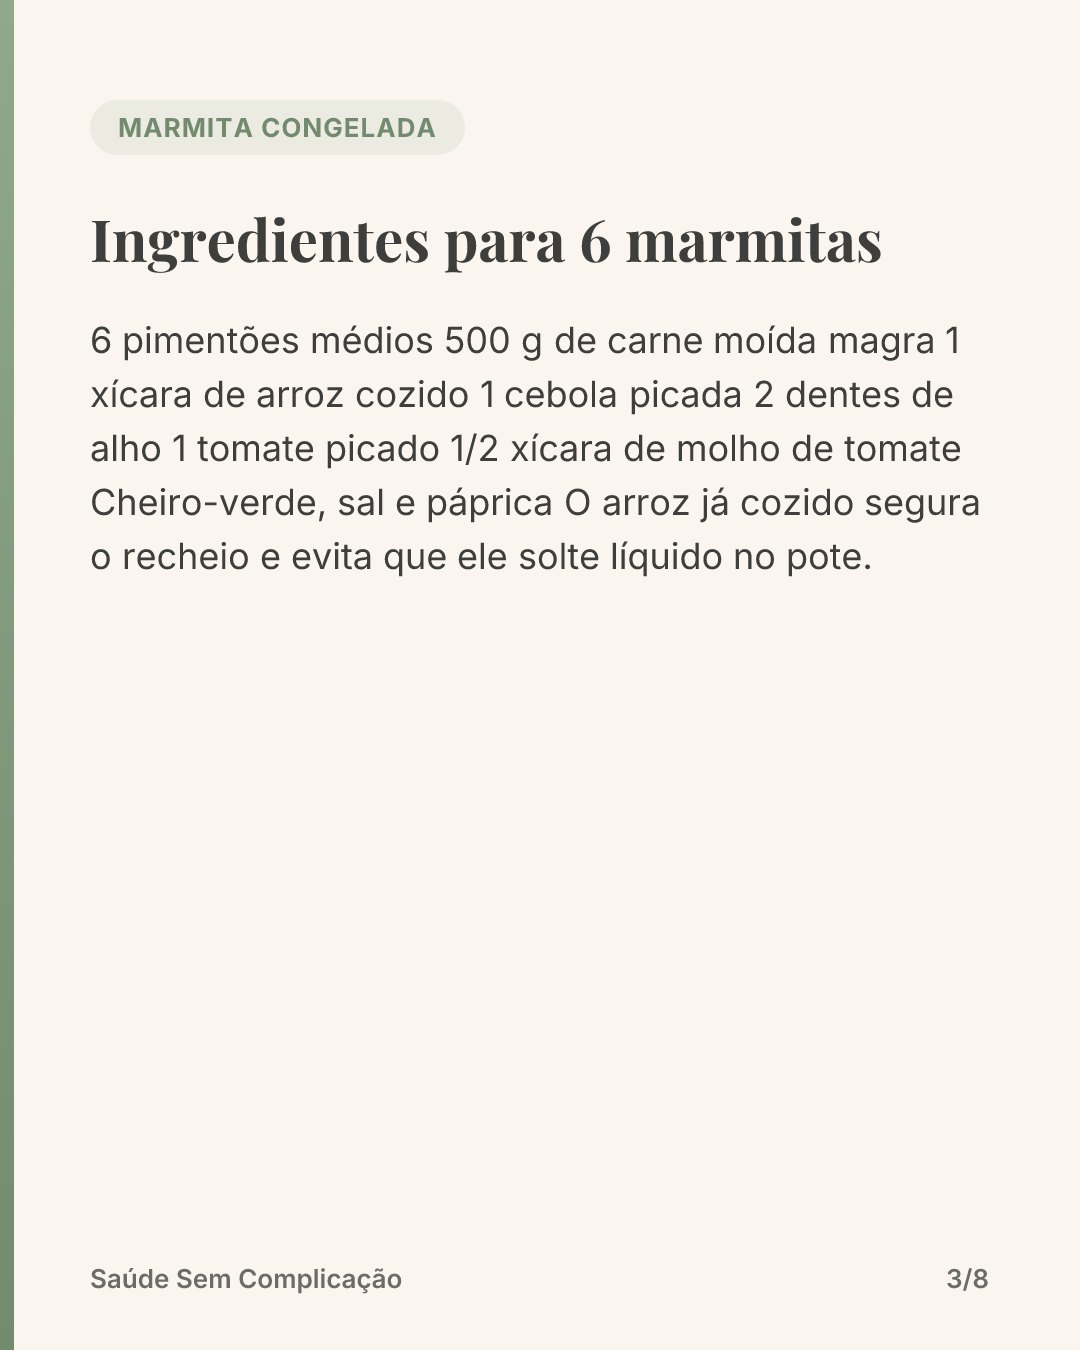 MARMITA CONGELADA
Ingredientes para 6 marmitas
6 pimentões médios 500 g de carne moída magra 1
xícara de arroz cozido 1 cebola picada 2 dentes de
alho 1 tomate picado 1/2 xícara de molho de tomate
Cheiro-verde, sal e páprica O arroz já cozido segura
o recheio e evita que ele solte líquido no pote.
Saúde Sem Complicação
3/8